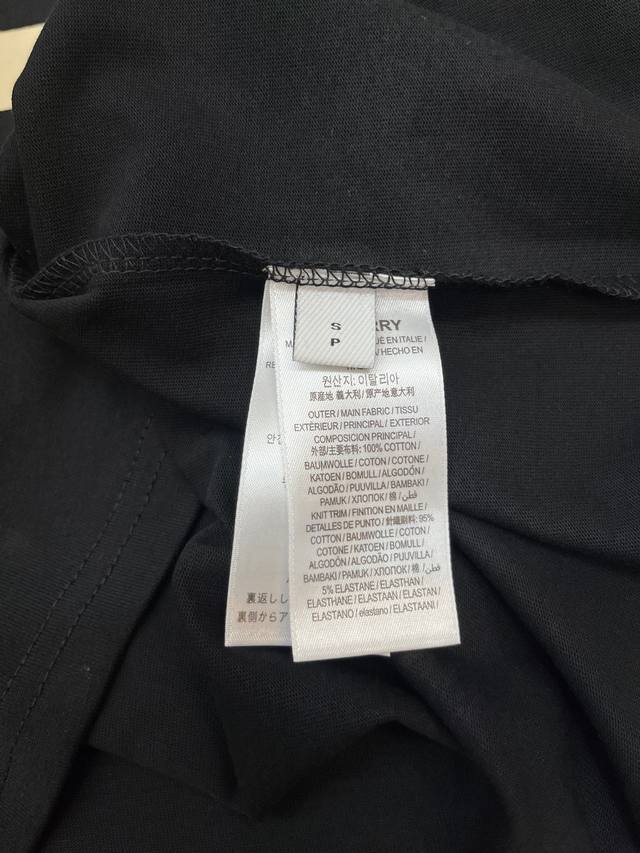 S
P
RRY
UÉ EN ITALIE /
/ HECHO EN
원산지: 이탈리아
原産地 義大利 / 原产地意大利
OUTER / MAIN FABRIC / TISSU
EXTÉRIEUR / PRINCIPAL / EXTERIOR
COMPOSICIÓN PRINCIPAL /
外部/主要布料: 100% COTTON /
BAUMWOLLE / COTON / COTONE /
KATOEN / BOMULL / ALGODÓN /
ALGODÃO / PUUVILLA / BAMBAKI /
PAMUK / ХЛОПОК / 棉 / قطن/
KNIT TRIM / FINITION EN MAILLE /
DETALLES DE PUNTO / 針織副料: 95%
COTTON / BAUMWOLLE / COTON /
COTONE / KATOEN / BOMULL /
ALGODÓN / ALGODÃO / PUUVILLA /
BAMBAKI / PAMUK / ХЛОПОК / 棉 / قطن/
5% ELASTANE / ELASTHAN /
ELASTHANE / ELASTAAN / ELASTAN /
ELASTANO / elastano / ELASTAANI /
裏返しし
裏側からア